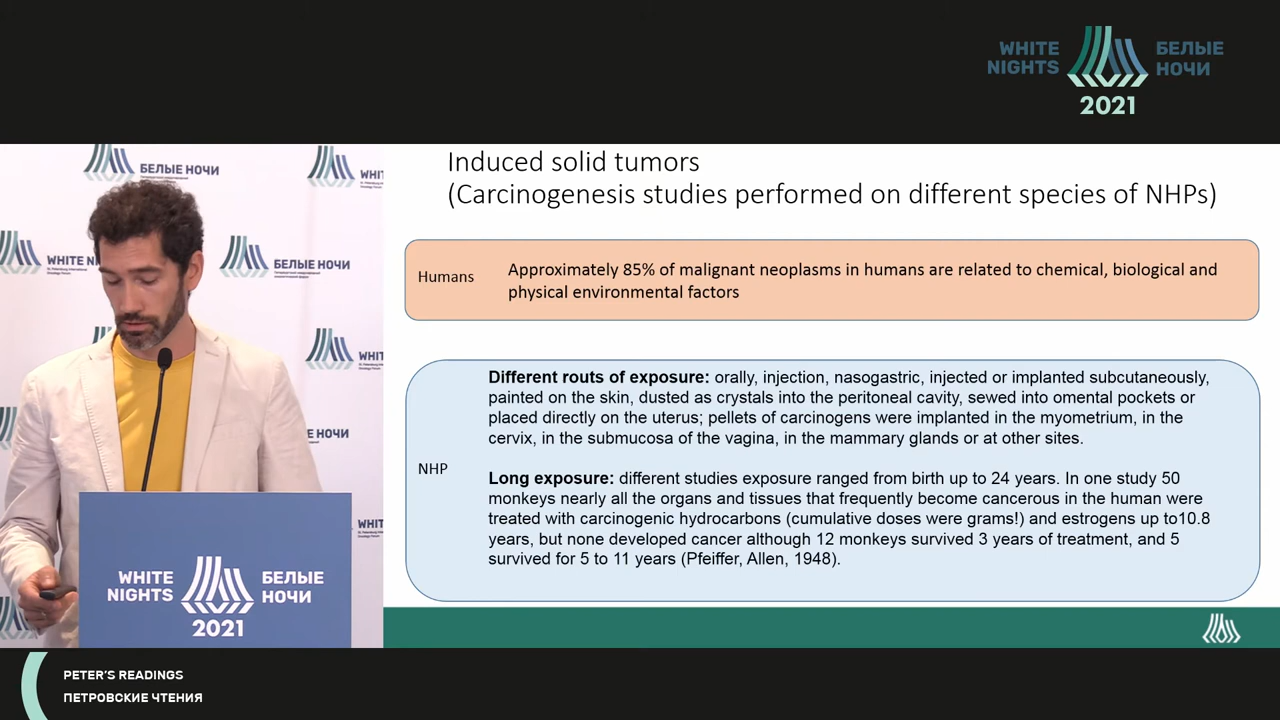 WHITE
NIGHTS
БЕЛЫЕ
НОЧИ
2021
БЕЛЫЕ НОЧИ
WHIT
WHITE N
БЕЛЫЕ НОЧИ
WHIT
ИЕ НОЧИ
WHIT
WHITE
NIGHTS
БЕЛЫЕ
НОЧИ
2021
Induced solid tumors
(Carcinogenesis studies performed on different species of NHPs)
Humans
Approximately 85% of malignant neoplasms in humans are related to chemical, biological and
physical environmental factors
NHP
Different routs of exposure: orally, injection, nasogastric, injected or implanted subcutaneously,
painted on the skin, dusted as crystals into the peritoneal cavity, sewed into omental pockets or
placed directly on the uterus; pellets of carcinogens were implanted in the myometrium, in the
cervix, in the submucosa of the vagina, in the mammary glands or at other sites.
Long exposure: different studies exposure ranged from birth up to 24 years. In one study 50
monkeys nearly all the organs and tissues that frequently become cancerous in the human were
treated with carcinogenic hydrocarbons (cumulative doses were grams!) and estrogens up to10.8
years, but none developed cancer although 12 monkeys survived 3 years of treatment, and 5
survived for 5 to 11 years (Pfeiffer, Allen, 1948).
PETER'S READINGS
ПЕТРОВСКИЕ ЧТЕНИЯ